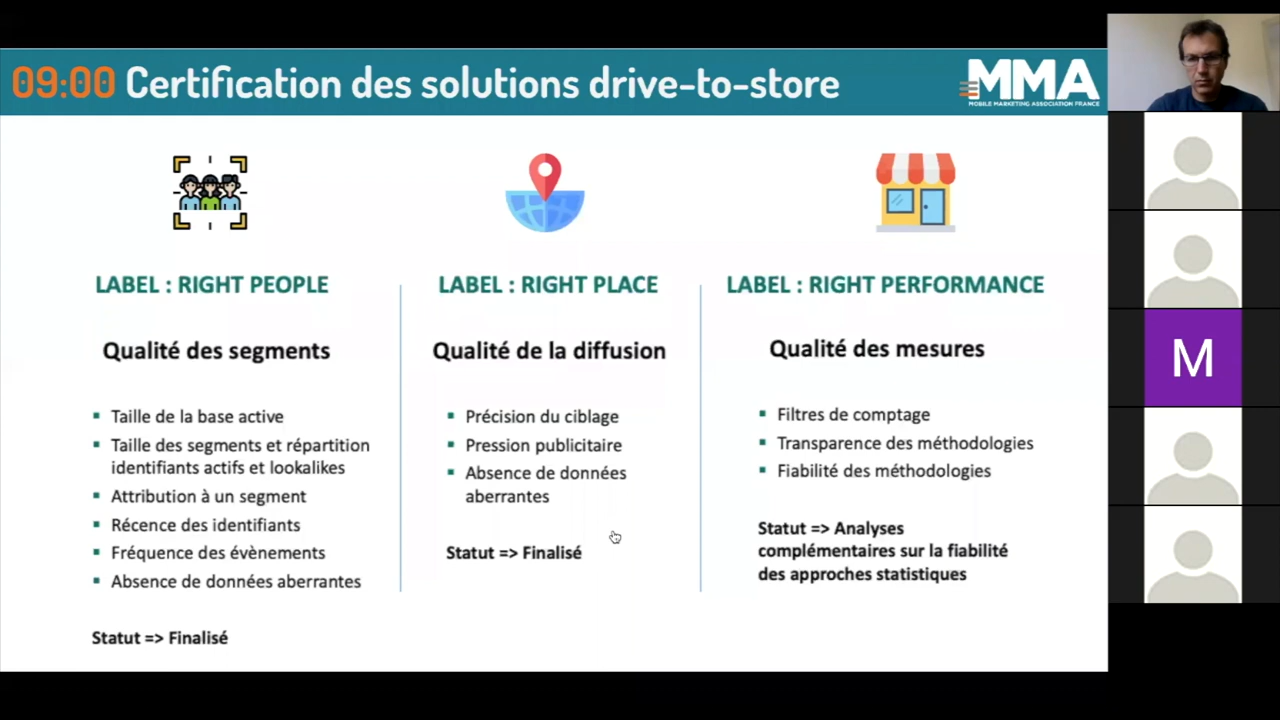 09:00 Certification des solutions drive-to-store
MMA
MOBILE MARKETING ASSOCIATION FRANCE
LABEL : RIGHT PEOPLE
Qualité des segments
▪ Taille de la base active
▪ Taille des segments et répartition
identifiants actifs et lookalikes
▪ Attribution à un segment
▪ Récence des identifiants
▪ Fréquence des évènements
▪ Absence de données aberrantes
Statut => Finalisé
LABEL : RIGHT PLACE
Qualité de la diffusion
▪ Précision du ciblage
▪ Pression publicitaire
▪ Absence de données
aberrantes
Statut => Finalisé
LABEL : RIGHT PERFORMANCE
Qualité des mesures
▪ Filtres de comptage
▪ Transparence des méthodologies
▪ Fiabilité des méthodologies
Statut => Analyses
complémentaires sur la fiabilité
des approches statistiques
M